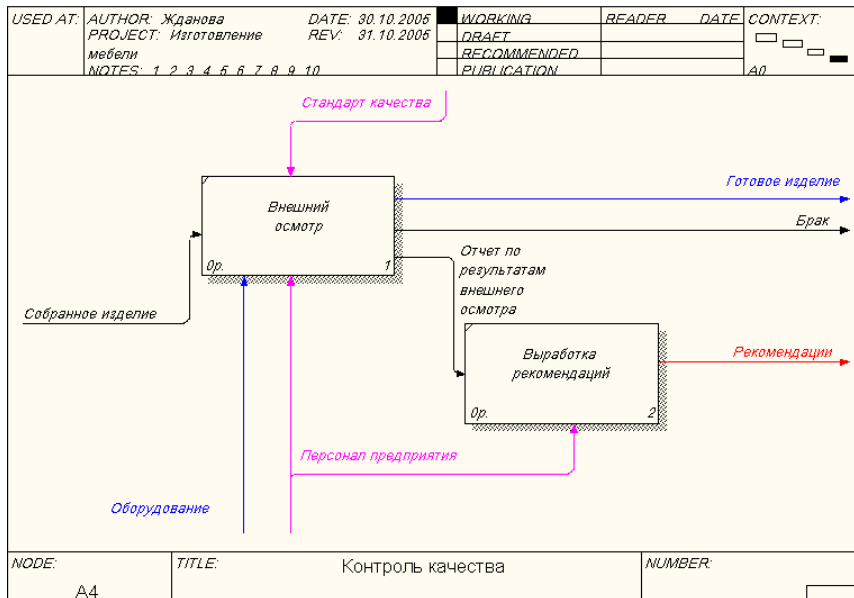 USED AT:
AUTHOR: Жданова
DATE: 30.10.2005
PROJECT: Изготовление
мебели
REV: 31.10.2005
NOTES: 1 2 3 4 5 6 7 8 9 10
WORKING
DRAFT
RECOMMENDED
PUBLICATION
READER
DATE
CONTEXT:
A0
Стандарт качества
Готовое изделие
Внешний
осмотр
0р.
1
Брак
Отчет по
результатам
внешнего
осмотра
Собранное изделие
Выработка
рекомендаций
0р.
2
Рекомендации
Персонал предприятия
Оборудование
NODE:
A4
TITLE:
Контроль качества
NUMBER: